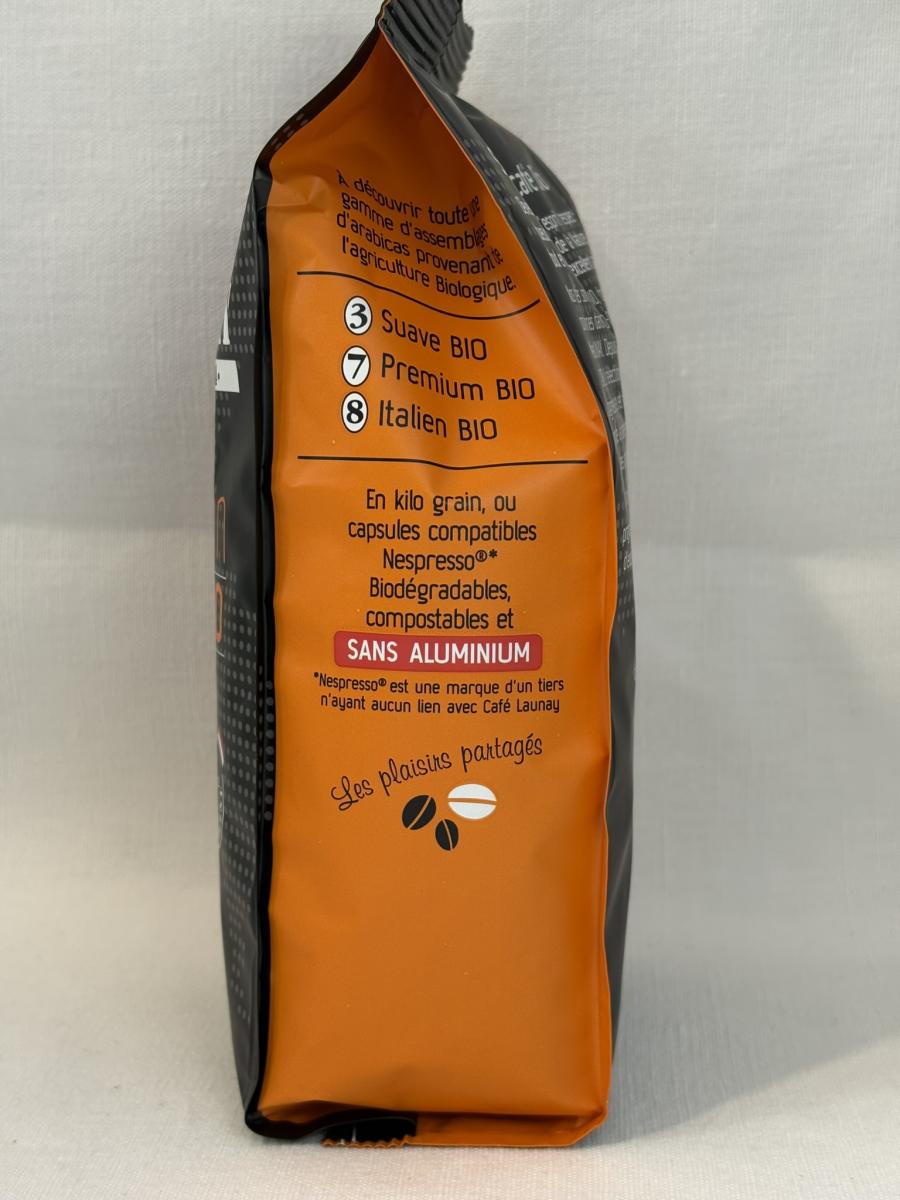 À découvrir toute une
gamme d'assemblages
d'arabicas provenant de
l'agriculture Biologique.
3 Suave BIO
7 Premium BIO
8 Italien BIO
En kilo grain, ou
capsules compatibles
Nespresso®*
Biodégradables,
compostables et
SANS ALUMINIUM
*Nespresso® est une marque d'un tiers
n'ayant aucun lien avec Café Launay
Les plaisirs partagés